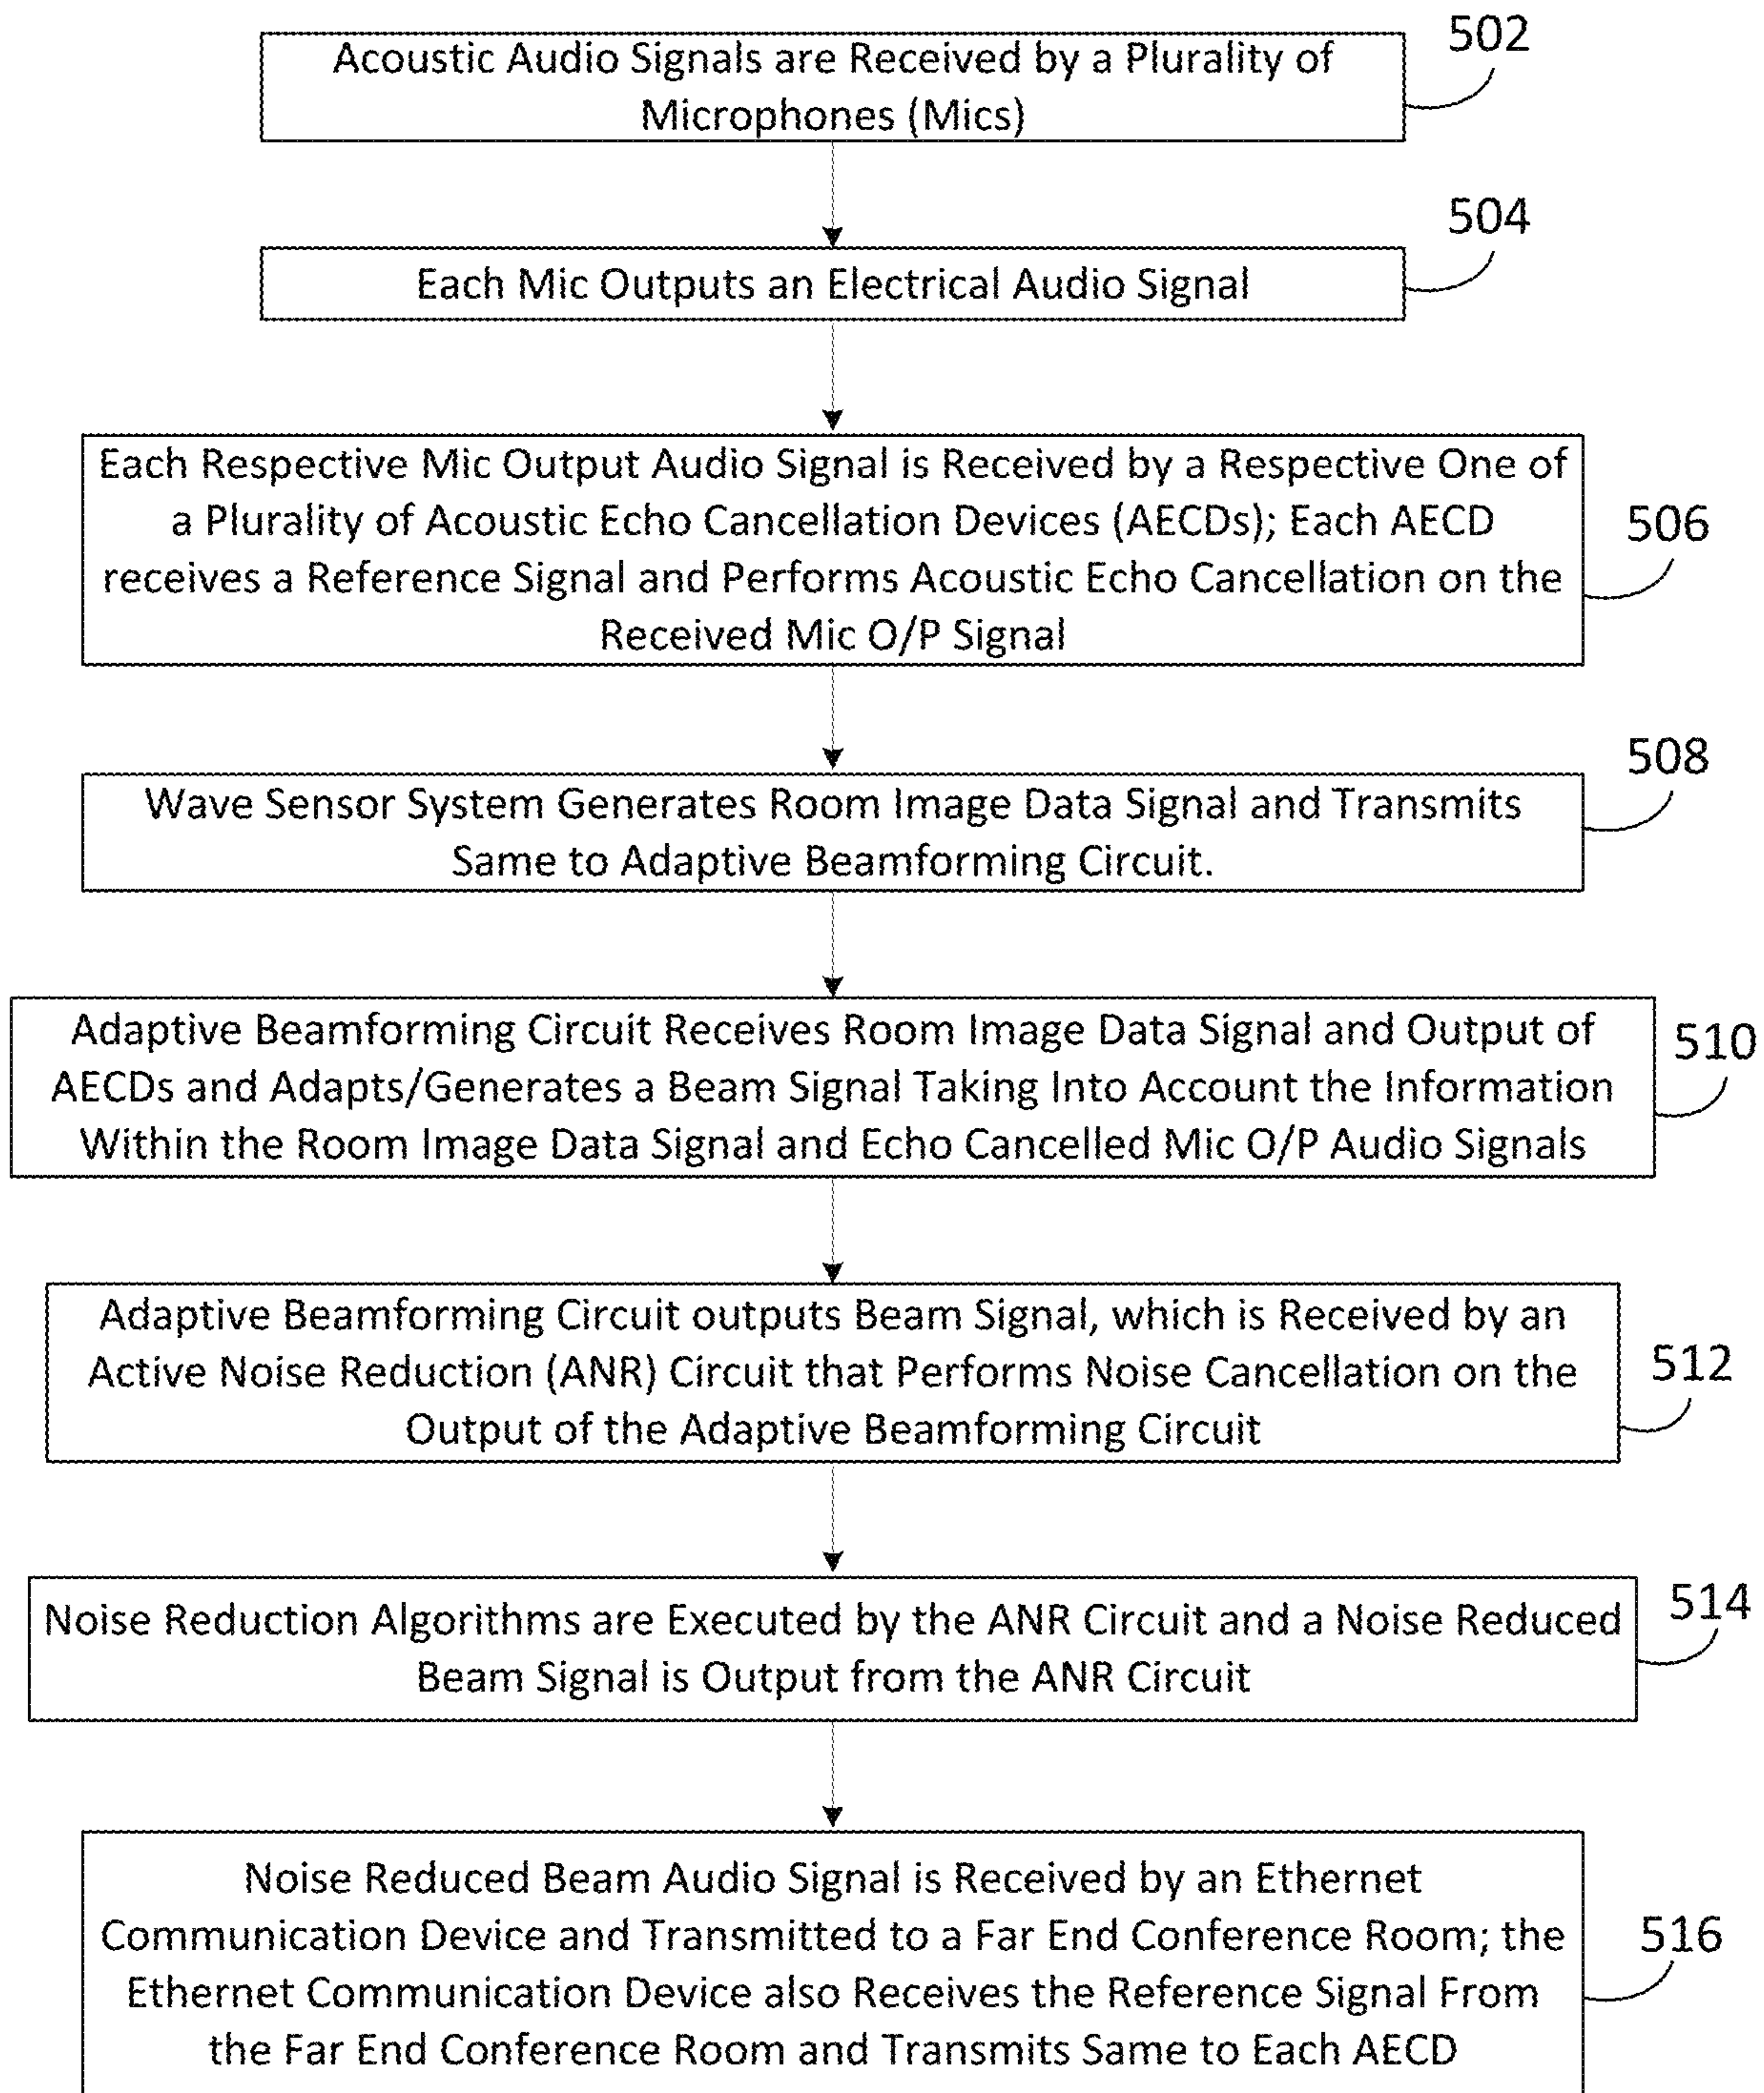 Acoustic Audio Signals are Received by a Plurality of
Microphones (Mics)
502
Each Mic Outputs an Electrical Audio Signal
504
Each Respective Mic Output Audio Signal is Received by a Respective One of
a Plurality of Acoustic Echo Cancellation Devices (AECDs); Each AECD
receives a Reference Signal and Performs Acoustic Echo Cancellation on the
Received Mic O/P Signal
506
Wave Sensor System Generates Room Image Data Signal and Transmits
Same to Adaptive Beamforming Circuit.
508
Adaptive Beamforming Circuit Receives Room Image Data Signal and Output of
AECDs and Adapts/Generates a Beam Signal Taking Into Account the Information
Within the Room Image Data Signal and Echo Cancelled Mic O/P Audio Signals
510
Adaptive Beamforming Circuit outputs Beam Signal, which is Received by an
Active Noise Reduction (ANR) Circuit that Performs Noise Cancellation on the
Output of the Adaptive Beamforming Circuit
512
Noise Reduction Algorithms are Executed by the ANR Circuit and a Noise Reduced
Beam Signal is Output from the ANR Circuit
514
Noise Reduced Beam Audio Signal is Received by an Ethernet
Communication Device and Transmitted to a Far End Conference Room; the
Ethernet Communication Device also Receives the Reference Signal From
the Far End Conference Room and Transmits Same to Each AECD
516